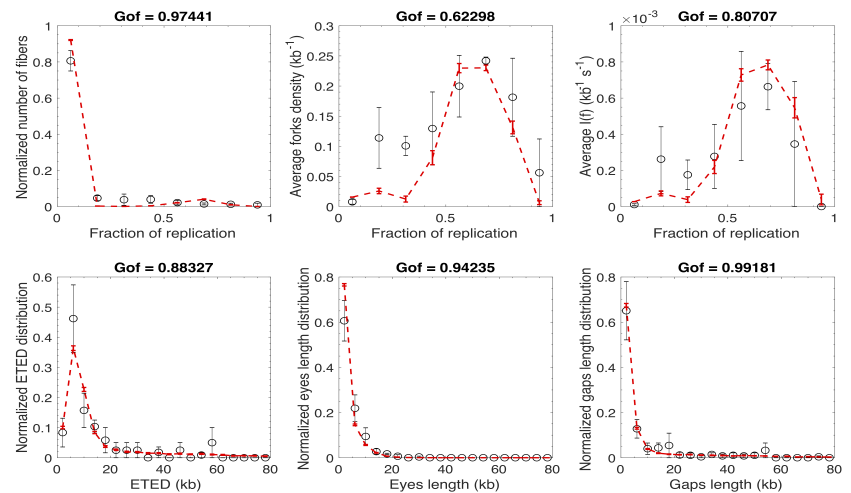 Gof = 0.97441
Normalized number of fibers
1
0.8
0.6
0.4
0.2
0
0 0.5 1
Fraction of replication
Gof = 0.62298
Average forks density (kb-1)
0.3
0.25
0.2
0.15
0.1
0.05
0
0 0.5 1
Fraction of replication
Gof = 0.80707
×10-3
Average I(f) (kb-1 s-1)
1
0.8
0.6
0.4
0.2
0
0 0.5 1
Fraction of replication
Gof = 0.88327
Normalized ETED distribution
0.6
0.5
0.4
0.3
0.2
0.1
0
0 20 40 60 80
ETED (kb)
Gof = 0.94235
Normalized eyes length distribution
0.8
0.6
0.4
0.2
0
0 20 40 60 80
Eyes length (kb)
Gof = 0.99181
Normalized gaps length distribution
0.8
0.6
0.4
0.2
0
0 20 40 60 80
Gaps length (kb)